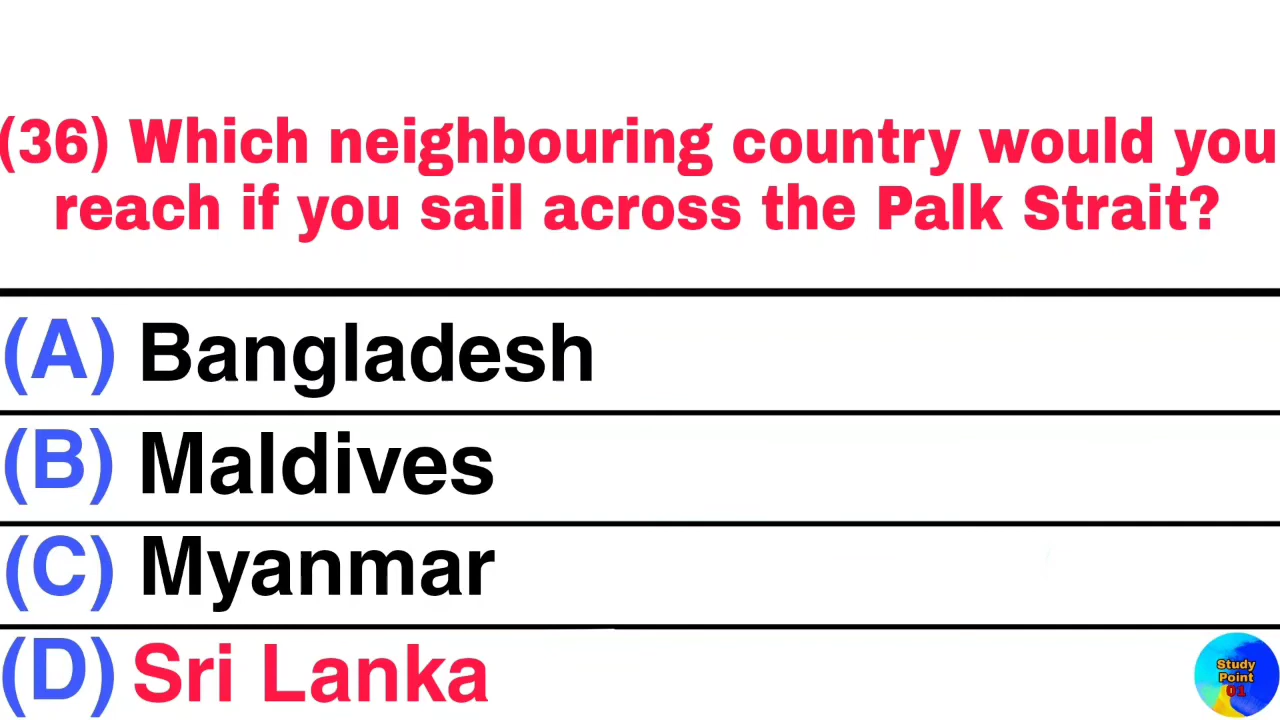 (36) Which neighbouring country would you
reach if you sail across the Palk Strait?
(A) Bangladesh
(B) Maldives
(C) Myanmar
(D) Sri Lanka
Study
Point
01